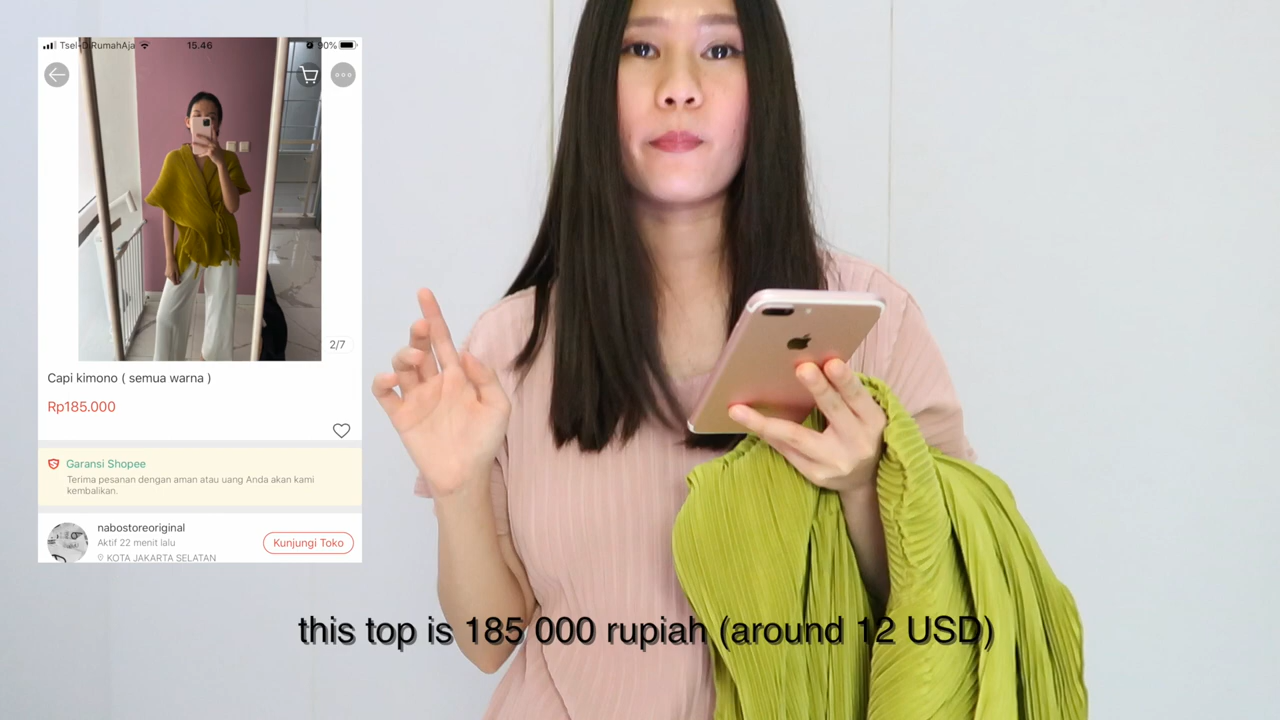 Tsel-DiRumahAja 15.46 90%
2/7
Capi kimono ( semua warna )
Rp185.000
Garansi Shopee
Terima pesanan dengan aman atau uang Anda akan kami
kembalikan.
nabostoreoriginal
Aktif 22 menit lalu
Kunjungi Toko
KOTA JAKARTA SELATAN
this top is 185 000 rupiah (around 12 USD)